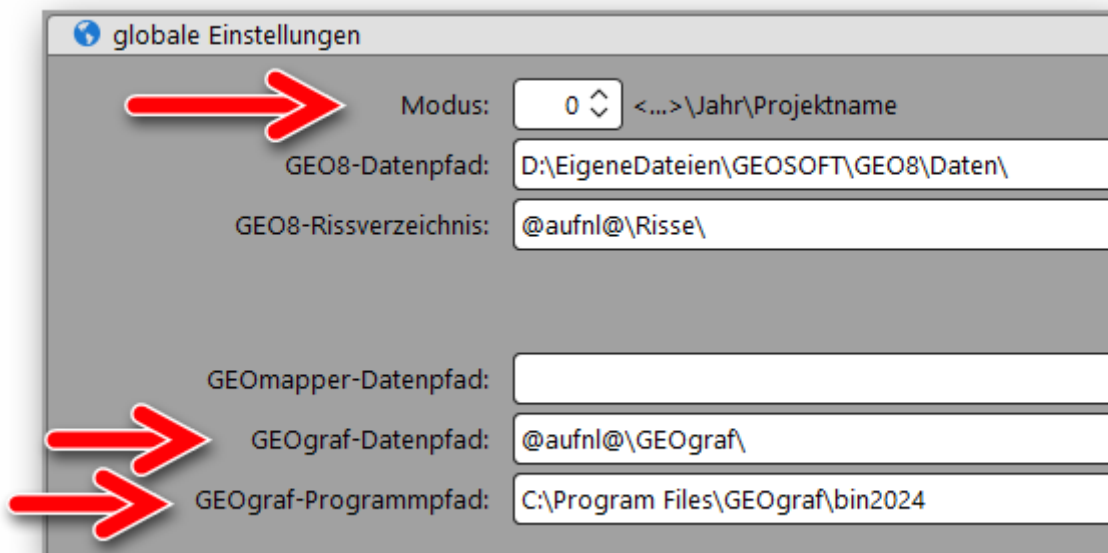 globale Einstellungen
Modus: 0 <...>\Jahr\Projektname
GEO8-Datenpfad: D:\EigeneDateien\GEOSOFT\GEO8\Daten\
GEO8-Rissverzeichnis: @aufnl@\Risse\
GEOmapper-Datenpfad:
GEOgraf-Datenpfad: @aufnl@\GEOgraf\
GEOgraf-Programmpfad: C:\Program Files\GEOgraf\bin2024